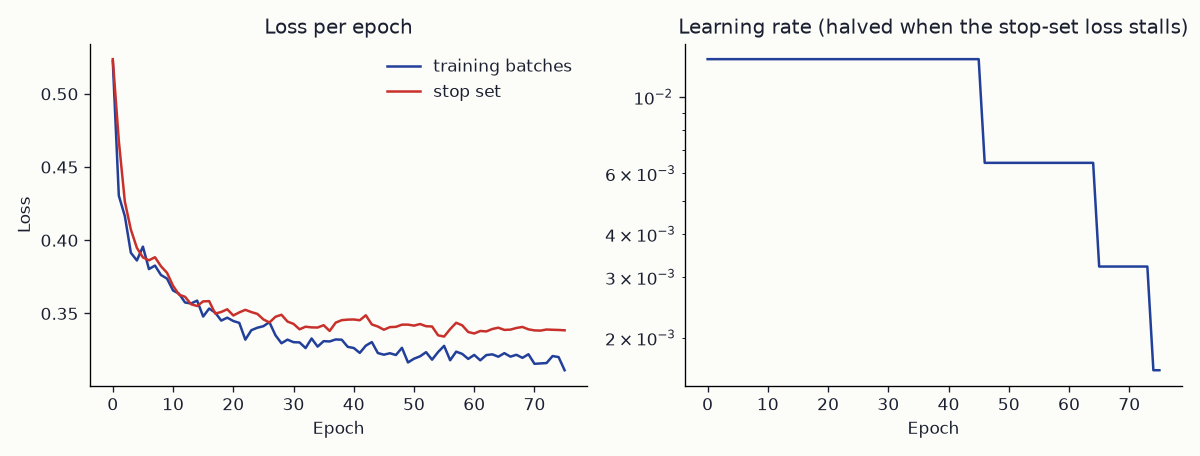 Loss per epoch
training batches
stop set
0.50
0.45
0.40
0.35
Loss
0 10 20 30 40 50 60 70
Epoch
Learning rate (halved when the stop-set loss stalls)
10⁻²
6 × 10⁻³
4 × 10⁻³
3 × 10⁻³
2 × 10⁻³
0 10 20 30 40 50 60 70
Epoch